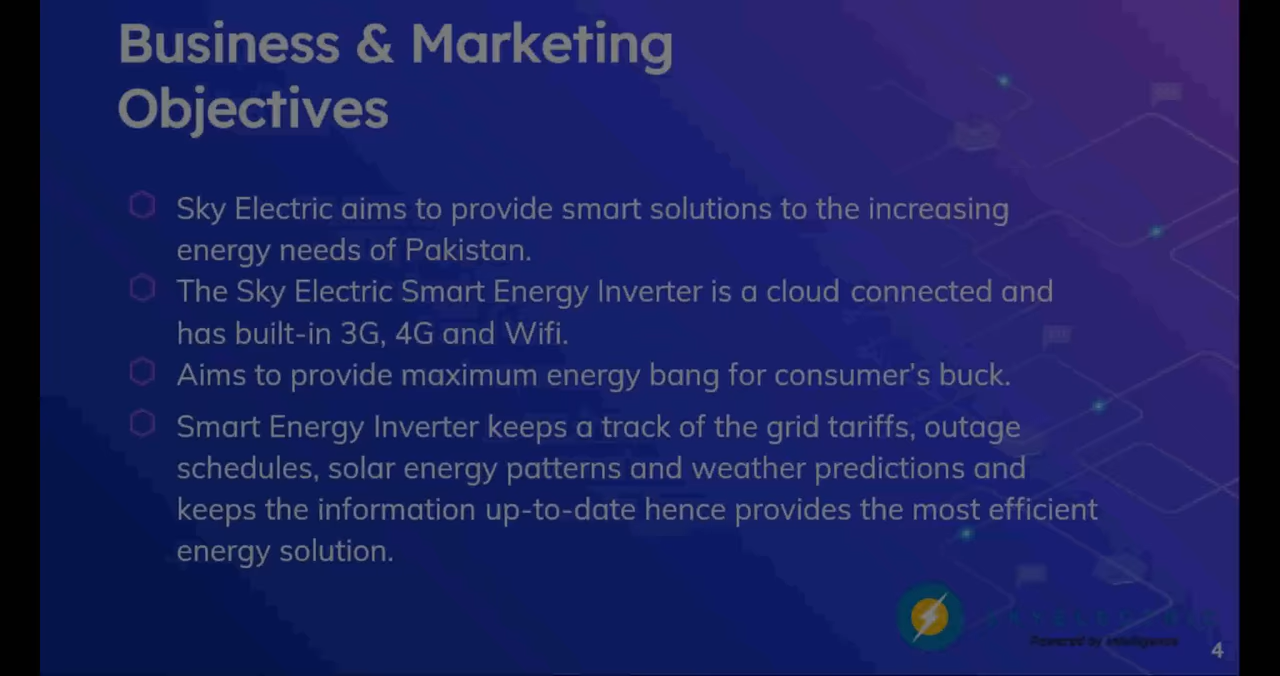 Business & Marketing
Objectives
Sky Electric aims to provide smart solutions to the increasing
energy needs of Pakistan.
The Sky Electric Smart Energy Inverter is a cloud connected and
has built-in 3G, 4G and Wifi.
Aims to provide maximum energy bang for consumer’s buck.
Smart Energy Inverter keeps a track of the grid tariffs, outage
schedules, solar energy patterns and weather predictions and
keeps the information up-to-date hence provides the most efficient
energy solution.
SKYELECTRIC
Powered by Intelligence
4